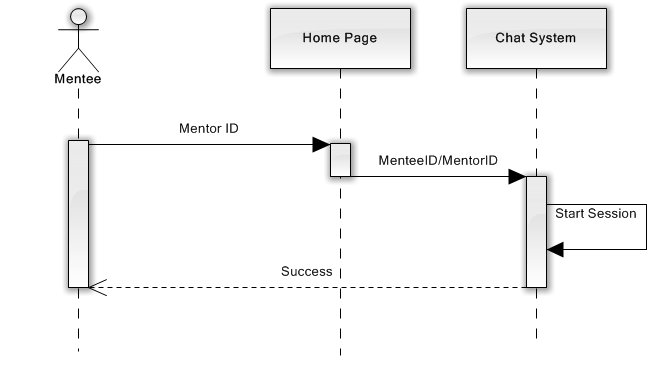 Home Page
Chat System
Mentee
Mentor ID
MenteeID/MentorID
Start Session
Success